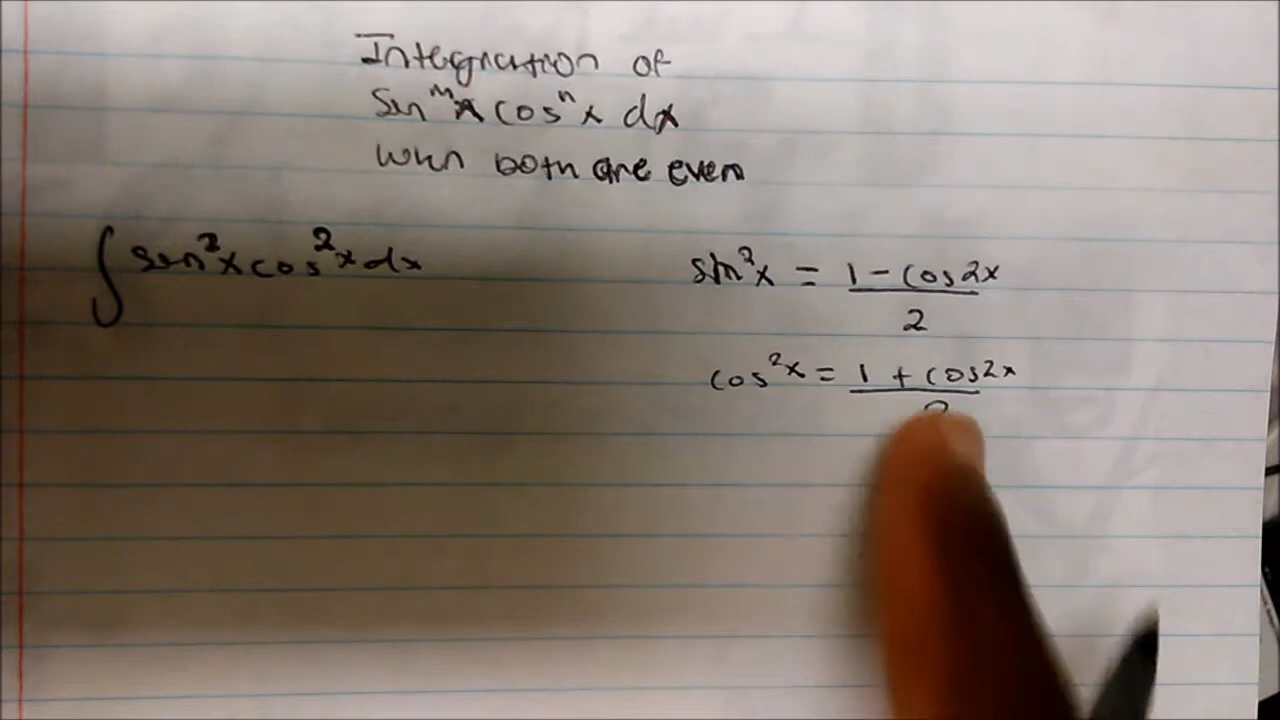 Integration of
Sin^m x cos^n x dx
when both are even
∫ sin²x cos²x dx
sin²x = 1 - cos2x
2
cos²x = 1 + cos2x